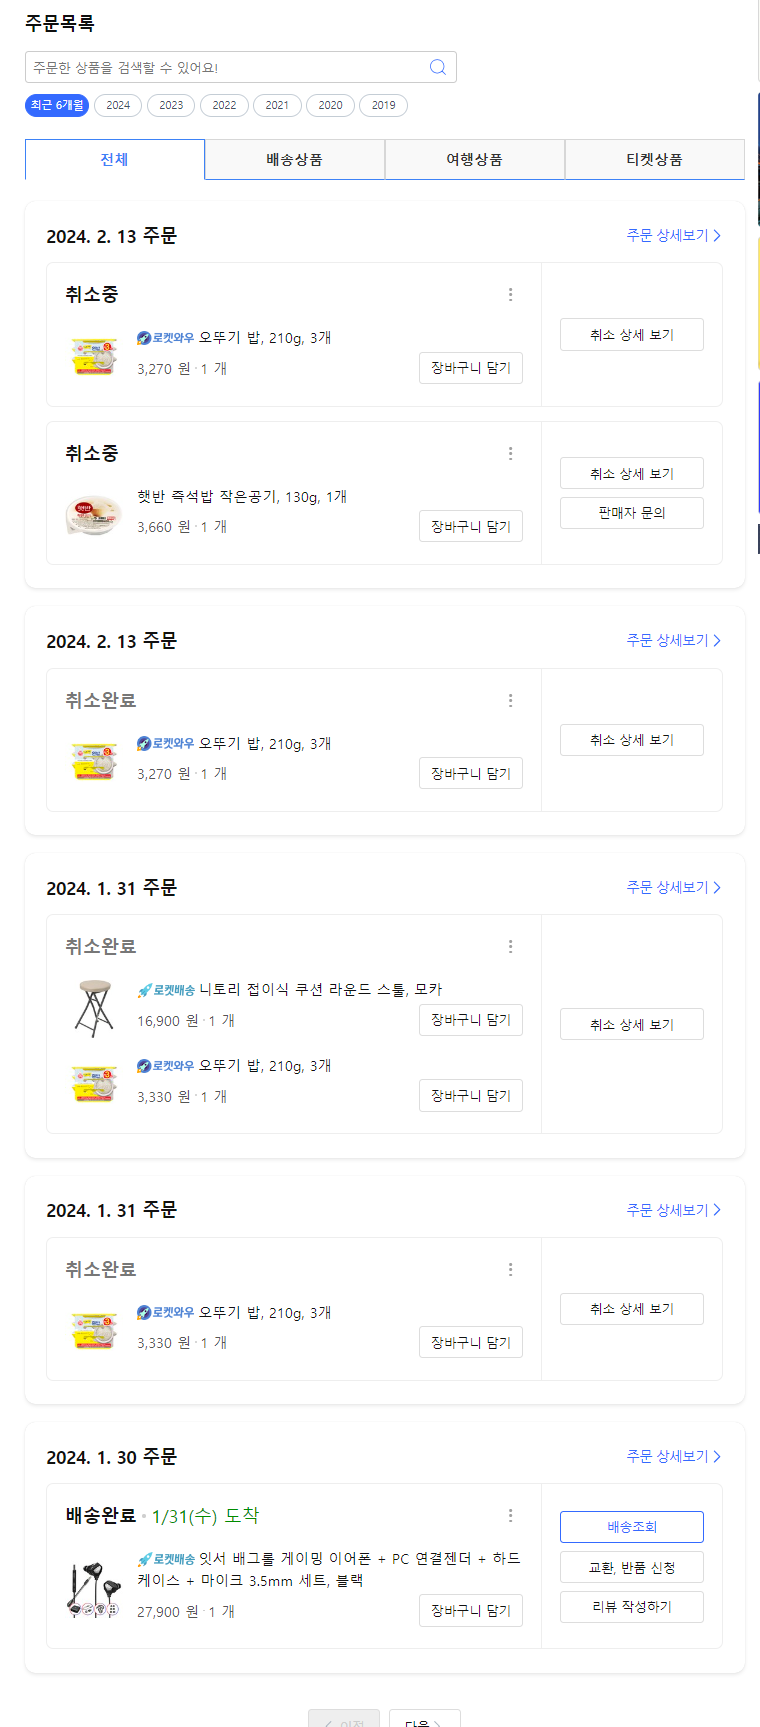 주문목록
주문한 상품을 검색할 수 있어요!
최근 6개월 2024 2023 2022 2021 2020 2019
전체 배송상품 여행상품 티켓상품
2024. 2. 13 주문 주문 상세보기
취소중
로켓와우 오뚜기 밥, 210g, 3개
취소 상세 보기
3,270 원 · 1 개 장바구니 담기
취소중
취소 상세 보기
햇반 즉석밥 작은공기, 130g, 1개
판매자 문의
3,660 원 · 1 개 장바구니 담기
2024. 2. 13 주문 주문 상세보기
취소완료
로켓와우 오뚜기 밥, 210g, 3개
취소 상세 보기
3,270 원 · 1 개 장바구니 담기
2024. 1. 31 주문 주문 상세보기
취소완료
로켓배송 니토리 접이식 쿠션 라운드 스툴, 모카
16,900 원 · 1 개 장바구니 담기
취소 상세 보기
로켓와우 오뚜기 밥, 210g, 3개
3,330 원 · 1 개 장바구니 담기
2024. 1. 31 주문 주문 상세보기
취소완료
로켓와우 오뚜기 밥, 210g, 3개
취소 상세 보기
3,330 원 · 1 개 장바구니 담기
2024. 1. 30 주문 주문 상세보기
배송완료 · 1/31(수) 도착
배송조회
로켓배송 잇서 배그롤 게이밍 이어폰 + PC 연결젠더 + 하드
케이스 + 마이크 3.5mm 세트, 블랙
교환, 반품 신청
리뷰 작성하기
27,900 원 · 1 개 장바구니 담기
이전 다음